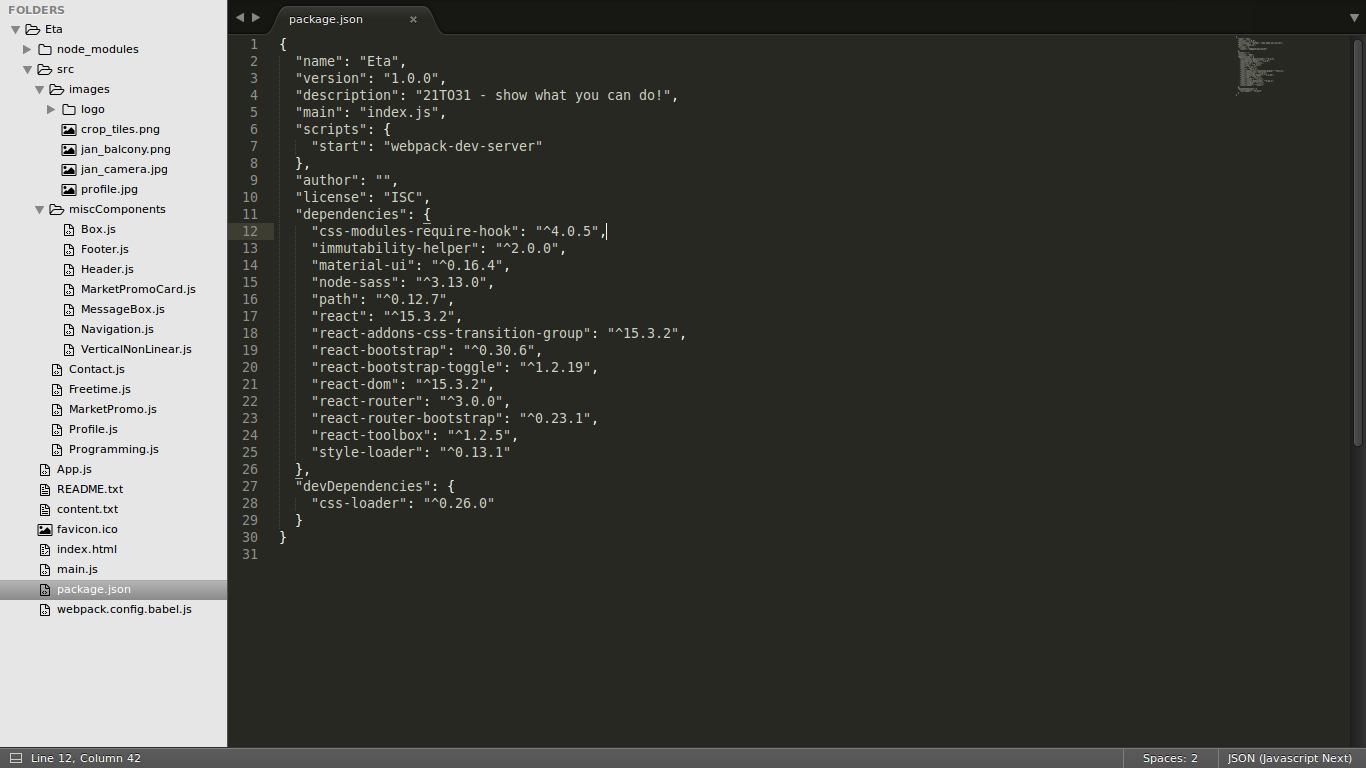 FOLDERS
Eta
node_modules
src
images
logo
crop_tiles.png
jan_balcony.png
jan_camera.jpg
profile.jpg
miscComponents
Box.js
Footer.js
Header.js
MarketPromoCard.js
MessageBox.js
Navigation.js
VerticalNonLinear.js
Contact.js
Freetime.js
MarketPromo.js
Profile.js
Programming.js
App.js
README.txt
content.txt
favicon.ico
index.html
main.js
package.json
webpack.config.babel.js
package.json ×
1 {
2 "name": "Eta",
3 "version": "1.0.0",
4 "description": "21TO31 - show what you can do!",
5 "main": "index.js",
6 "scripts": {
7 "start": "webpack-dev-server"
8 },
9 "author": "",
10 "license": "ISC",
11 "dependencies": {
12 "css-modules-require-hook": "^4.0.5",
13 "immutability-helper": "^2.0.0",
14 "material-ui": "^0.16.4",
15 "node-sass": "^3.13.0",
16 "path": "^0.12.7",
17 "react": "^15.3.2",
18 "react-addons-css-transition-group": "^15.3.2",
19 "react-bootstrap": "^0.30.6",
20 "react-bootstrap-toggle": "^1.2.19",
21 "react-dom": "^15.3.2",
22 "react-router": "^3.0.0",
23 "react-router-bootstrap": "^0.23.1",
24 "react-toolbox": "^1.2.5",
25 "style-loader": "^0.13.1"
26 },
27 "devDependencies": {
28 "css-loader": "^0.26.0"
29 }
30 }
31
Line 12, Column 42
Spaces: 2
JSON (Javascript Next)